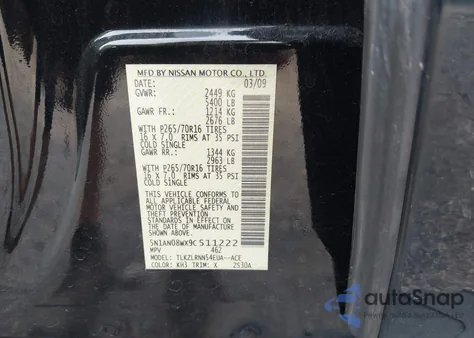 MFD BY NISSAN MOTOR CO., LTD.
DATE: 03/09
GVWR: 2449 KG
5400 LB
GAWR FR.: 1214 KG
2676 LB
WITH P265/70R16 TIRES
16 X 7.0 RIMS AT 35 PSI
COLD SINGLE
GAWR RR.: 1344 KG
2963 LB
WITH P265/70R16 TIRES
16 X 7.0 RIMS AT 35 PSI
COLD SINGLE
THIS VEHICLE CONFORMS TO
ALL APPLICABLE FEDERAL
MOTOR VEHICLE SAFETY
STANDARDS IN EFFECT ON
THE DATE OF MANUFACTURE
SHOWN ABOVE.
5N1AN08WX9C511222
MPV 462
MODEL: TLKZLRNN54EUA--ACE
COLOR: KH3 TRIM: X ZS30A
autoSnap
POWERED BY